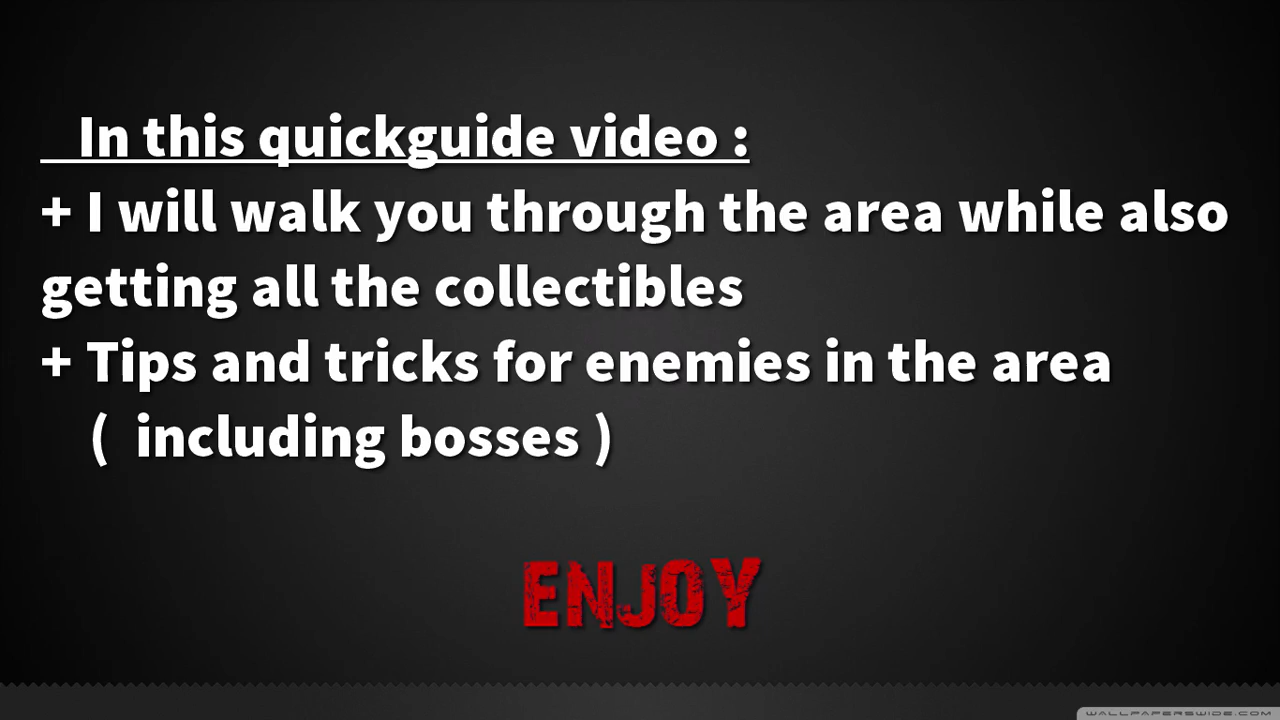 In this quickguide video :
+ I will walk you through the area while also
getting all the collectibles
+ Tips and tricks for enemies in the area
( including bosses )
ENJOY
WALLPAPERSWIDE.COM